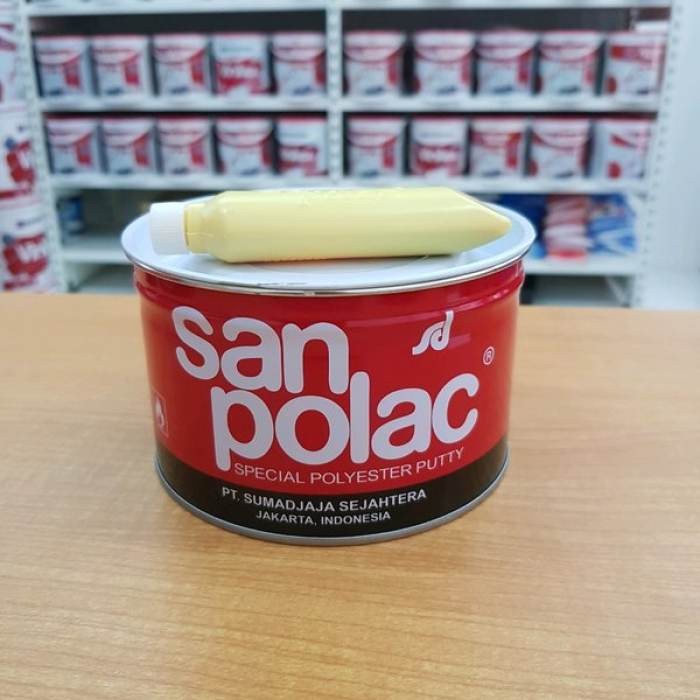 san
polac
®
SPECIAL POLYESTER PUTTY
PT. SUMADJAJA SEJAHTERA
JAKARTA, INDONESIA